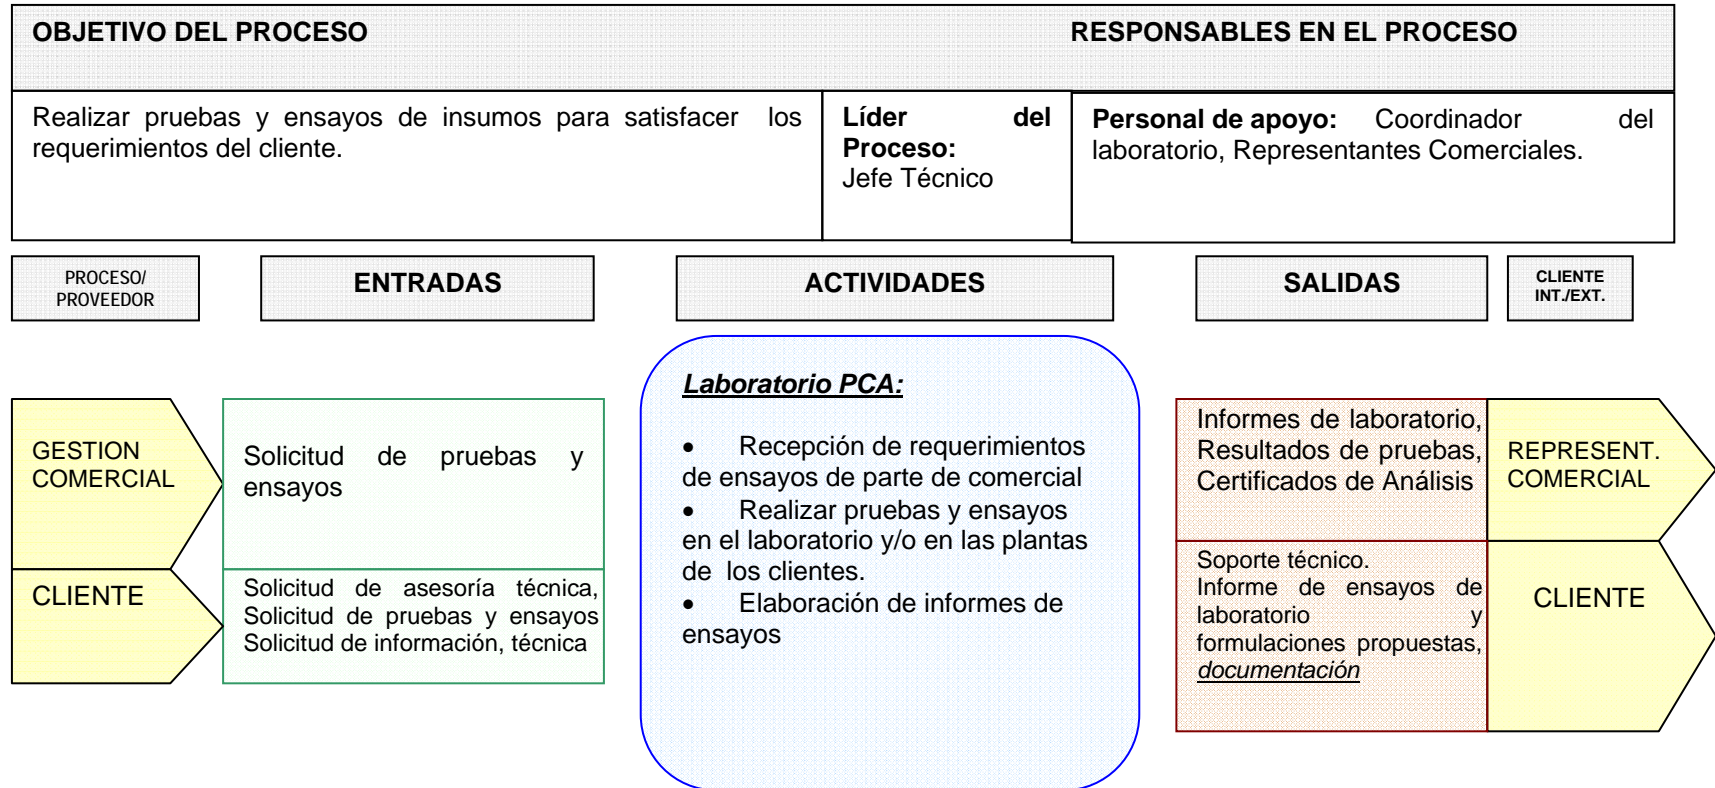 OBJETIVO DEL PROCESO
RESPONSABLES EN EL PROCESO
Realizar pruebas y ensayos de insumos para satisfacer los
requerimientos del cliente.
Líder del
Proceso:
Jefe Técnico
Personal de apoyo: Coordinador del
laboratorio, Representantes Comerciales.
PROCESO/
PROVEEDOR
ENTRADAS
ACTIVIDADES
SALIDAS
CLIENTE
INT./EXT.
GESTION
COMERCIAL
Solicitud de pruebas y
ensayos
CLIENTE
Solicitud de asesoría técnica,
Solicitud de pruebas y ensayos
Solicitud de información, técnica
Laboratorio PCA:
• Recepción de requerimientos
de ensayos de parte de comercial
• Realizar pruebas y ensayos
en el laboratorio y/o en las plantas
de los clientes.
• Elaboración de informes de
ensayos
Informes de laboratorio,
Resultados de pruebas,
Certificados de Análisis
REPRESENT.
COMERCIAL
Soporte técnico.
Informe de ensayos de
laboratorio y
formulaciones propuestas,
documentación
CLIENTE